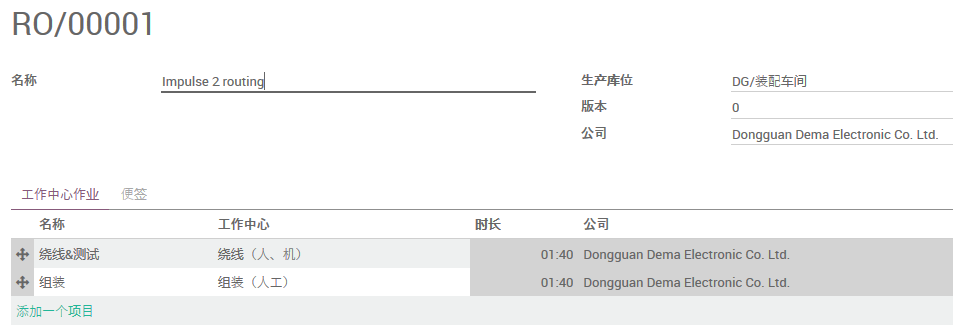 RO/00001
名称 Impulse 2 routing 生产库位 DG/装配车间
版本 0
公司 Dongguan Dema Electronic Co. Ltd.
工作中心作业 便签
名称 工作中心 时长 公司
绕线&测试 绕线（人、机） 01:40 Dongguan Dema Electronic Co. Ltd.
组装 组装（人工） 01:40 Dongguan Dema Electronic Co. Ltd.
添加一个项目